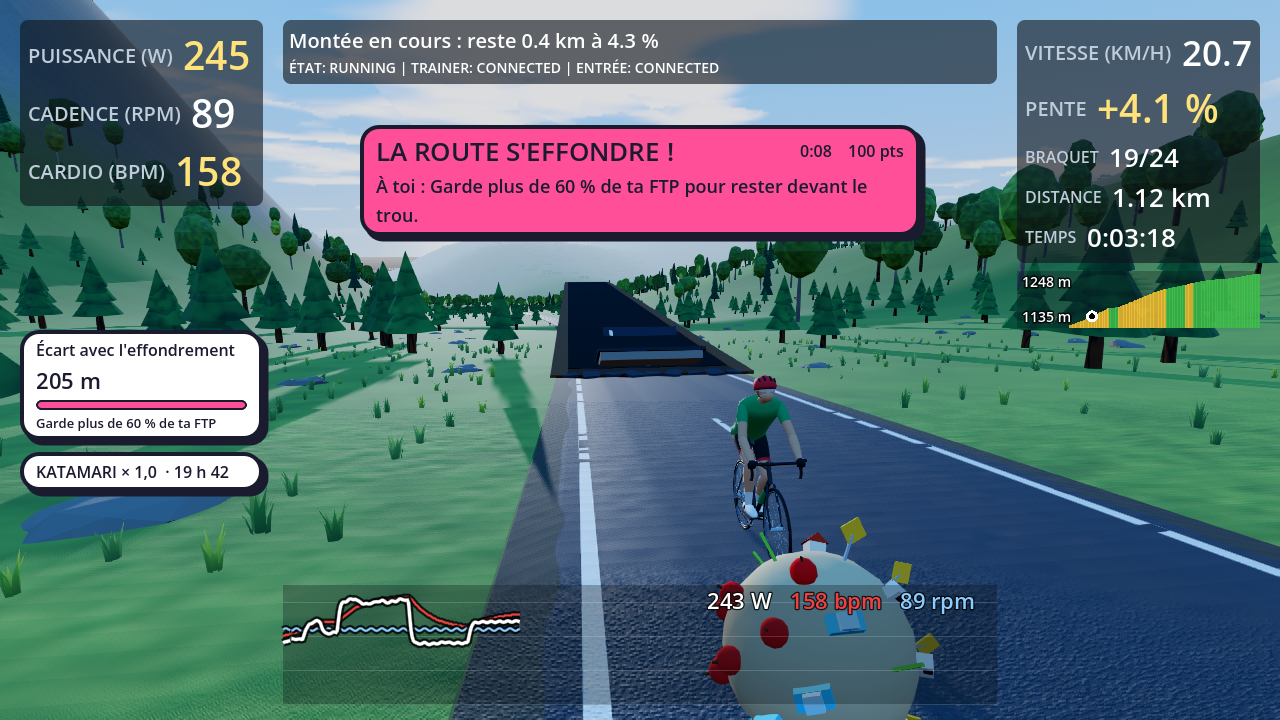 PUISSANCE (W) 245
CADENCE (RPM) 89
CARDIO (BPM) 158
Montée en cours : reste 0.4 km à 4.3 %
ÉTAT: RUNNING | TRAINER: CONNECTED | ENTRÉE: CONNECTED
VITESSE (KM/H) 20.7
PENTE +4.1 %
BRAQUET 19/24
DISTANCE 1.12 km
TEMPS 0:03:18
1248 m
1135 m
LA ROUTE S'EFFONDRE ! 0:08 100 pts
À toi : Garde plus de 60 % de ta FTP pour rester devant le
trou.
Écart avec l'effondrement
205 m
Garde plus de 60 % de ta FTP
KATAMARI × 1,0 · 19 h 42
243 W 158 bpm 89 rpm